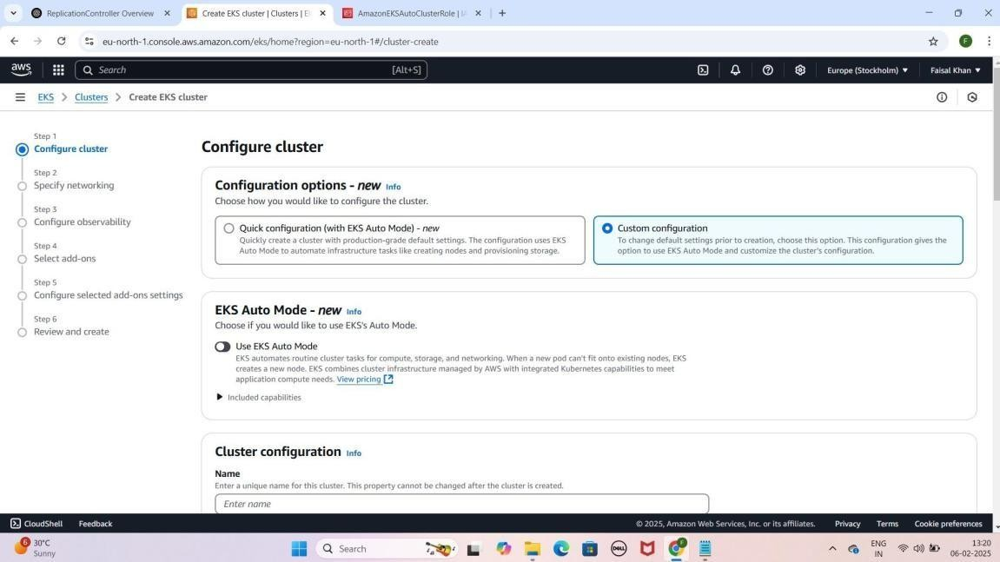 ReplicationController Overview
Create EKS cluster | Clusters | El
AmazonEKSAutoClusterRole | IA
eu-north-1.console.aws.amazon.com/eks/home?region=eu-north-1#/cluster-create
F
aws
Search
[Alt+S]
Europe (Stockholm)
Faisal Khan
EKS
Clusters
Create EKS cluster
Step 1
Configure cluster
Step 2
Specify networking
Step 3
Configure observability
Step 4
Select add-ons
Step 5
Configure selected add-ons settings
Step 6
Review and create
Configure cluster
Configuration options - new Info
Choose how you would like to configure the cluster.
Quick configuration (with EKS Auto Mode) - new
Quickly create a cluster with production-grade default settings. The configuration uses EKS
Auto Mode to automate infrastructure tasks like creating nodes and provisioning storage.
Custom configuration
To change default settings prior to creation, choose this option. This configuration gives the
option to use EKS Auto Mode and customize the cluster's configuration.
EKS Auto Mode - new Info
Choose if you would like to use EKS's Auto Mode.
Use EKS Auto Mode
EKS automates routine cluster tasks for compute, storage, and networking. When a new pod can't fit onto existing nodes, EKS
creates a new node. EKS combines cluster infrastructure managed by AWS with integrated Kubernetes capabilities to meet
application compute needs. View pricing
Included capabilities
Cluster configuration Info
Name
Enter a unique name for this cluster. This property cannot be changed after the cluster is created.
Enter name
CloudShell
Feedback
© 2025, Amazon Web Services, Inc. or its affiliates.
Privacy
Terms
Cookie preferences
6
30°C
Sunny
Search
DELL
F
ENG
IN
13:20
06-02-2025